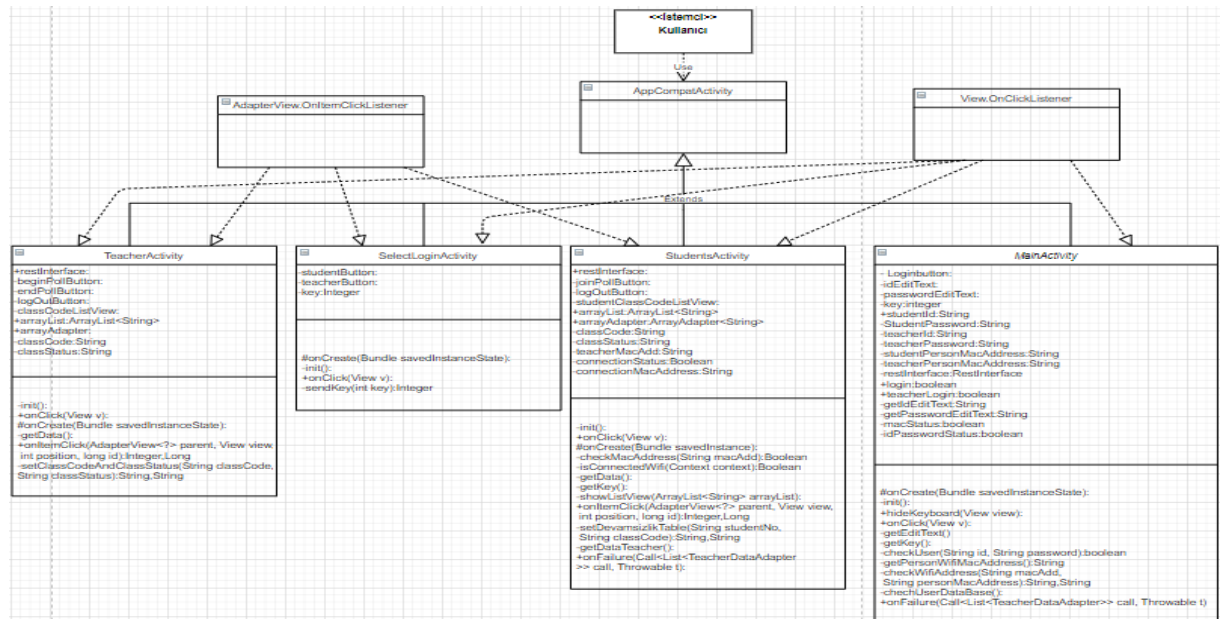 <<İstemci>>
Kullanıcı
Use
AdapterView.OnItemClickListener
AppCompatActivity
View.OnClickListener
Extends
TeacherActivity
+restInterface:
-beginPollButton:
-endPollButton:
-logOutButton:
-classCodeListView:
+arrayList:ArrayList<String>
+arrayAdapter:
-classCode:String
-classStatus:String
-init():
+onClick(View v):
#onCreate(Bundle savedInstanceState):
-getData():
+onItemClick(AdapterView<?> parent, View view,
int position, long id):Integer,Long
-setClassCodeAndClassStatus(String classCode,
String classStatus):String,String
SelectLoginActivity
-studentButton:
-teacherButton:
-key:Integer
#onCreate(Bundle savedInstanceState):
-init():
+onClick(View v):
-sendKey(int key):Integer
StudentsActivity
+restInterface:
-joinPollButton:
-logOutButton:
-studentClassCodeListView:
+arrayList:ArrayList<String>
+arrayAdapter:ArrayAdapter<String>
-classCode:String
-classStatus:String
-teacherMacAdd:String
-connectionStatus:Boolean
-connectionMacAddress:String
-init():
+onClick(View v):
#onCreate(Bundle savedInstance):
-checkMacAddress(String macAdd):Boolean
-isConnectedWifi(Context context):Boolean
-getData():
-getKey():
-showListView(ArrayList<String> arrayList):
+onItemClick(AdapterView<?> parent, View view,
int position, long id):Integer,Long
-setDevamsizlikTable(String studentNo,
String classCode):String,String
-getDataTeacher():
+onFailure(Call<List<TeacherDataAdapter
>> call, Throwable t):
MainActivity
- Loginbutton:
-idEditText:
-passwordEditText:
-key:integer
+studentId:String
-StudentPassword:String
-teacherId:String
-teacherPassword:String
-studentPersonMacAddress:String
-teacherPersonMacAddress:String
-restInterface:RestInterface
+login:boolean
+teacherLogin:boolean
-getIdEditText:String
-getPasswordEditText:String
-macStatus:boolean
-idPasswordStatus:boolean
#onCreate(Bundle savedInstanceState):
-init():
+hideKeyboard(View view):
+onClick(View v):
-getEditText()
-getKey():
-checkUser(String id, String password):boolean
-getPersonWifiMacAddress():String
-checkWifiAddress(String macAdd,
String personMacAddress):String,String
-chechUserDataBase():
+onFailure(Call<List<TeacherDataAdapter>> call, Throwable t)